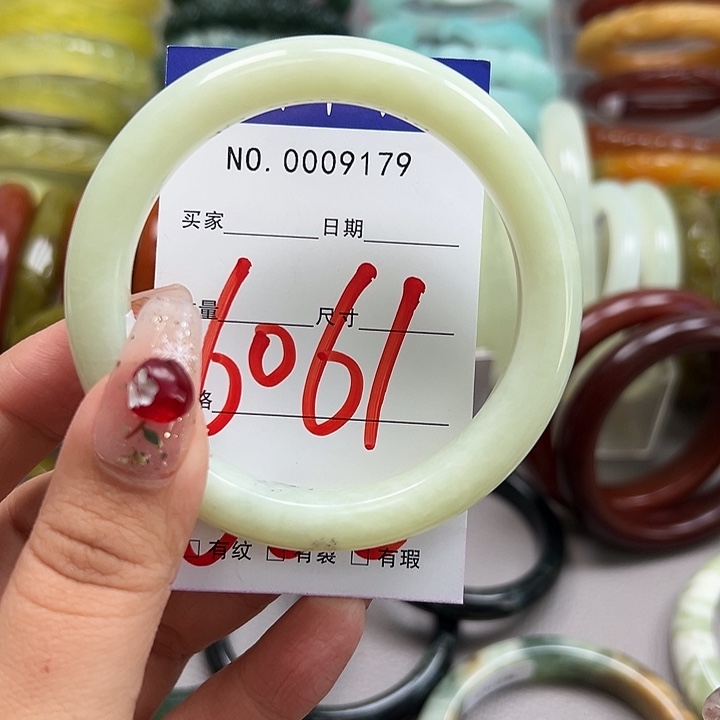 NO. 0009179
买家 日期
量 尺寸
6061
格
□有纹 □有裂 □有瑕